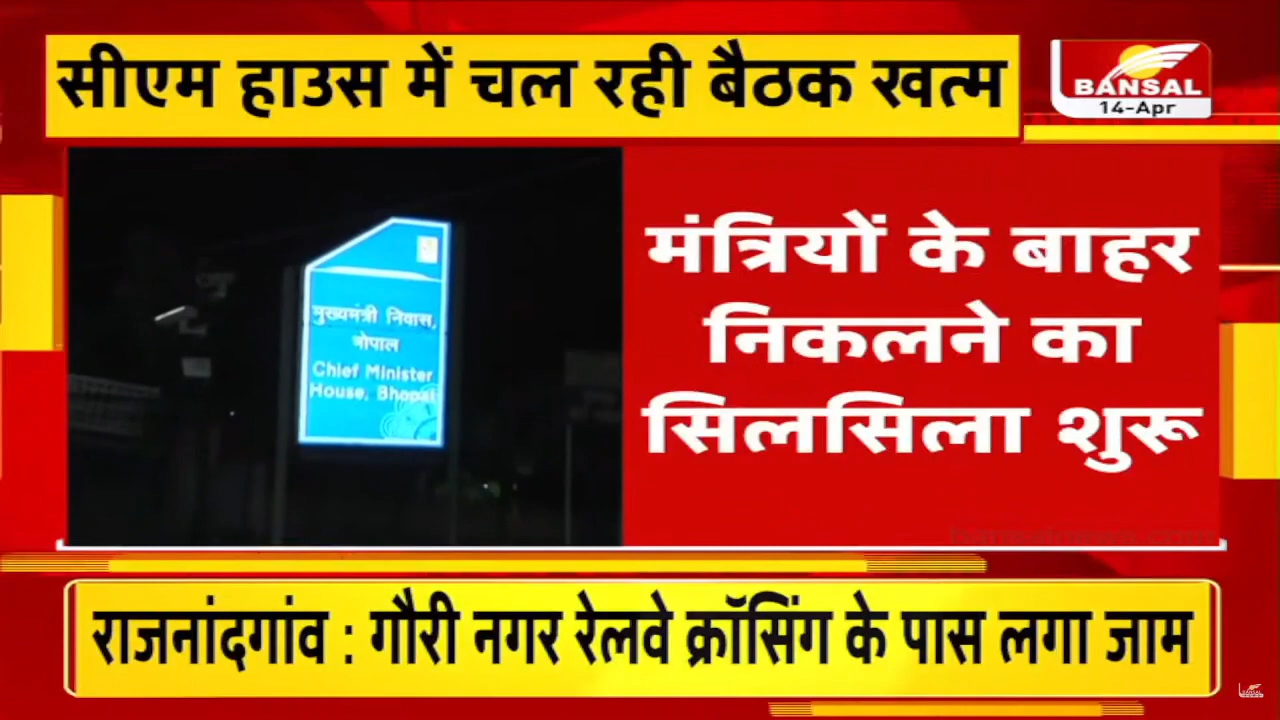 सीएम हाउस में चल रही बैठक खत्म
BANSAL
14-Apr
मुख्यमंत्री निवास,
भोपाल
Chief Minister
House, Bhopal
मंत्रियों के बाहर
निकलने का
सिलसिला शुरू
राजनांदगांव : गौरी नगर रेलवे क्रॉसिंग के पास लगा जाम
BANSAL